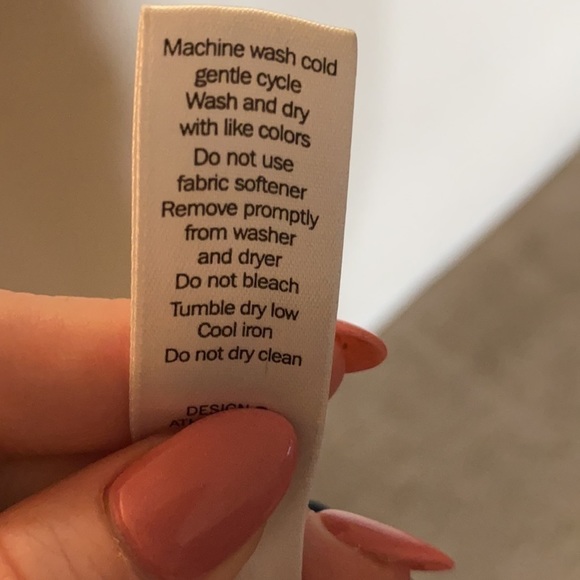 Machine wash cold
gentle cycle
Wash and dry
with like colors
Do not use
fabric softener
Remove promptly
from washer
and dryer
Do not bleach
Tumble dry low
Cool iron
Do not dry clean
DESIGN